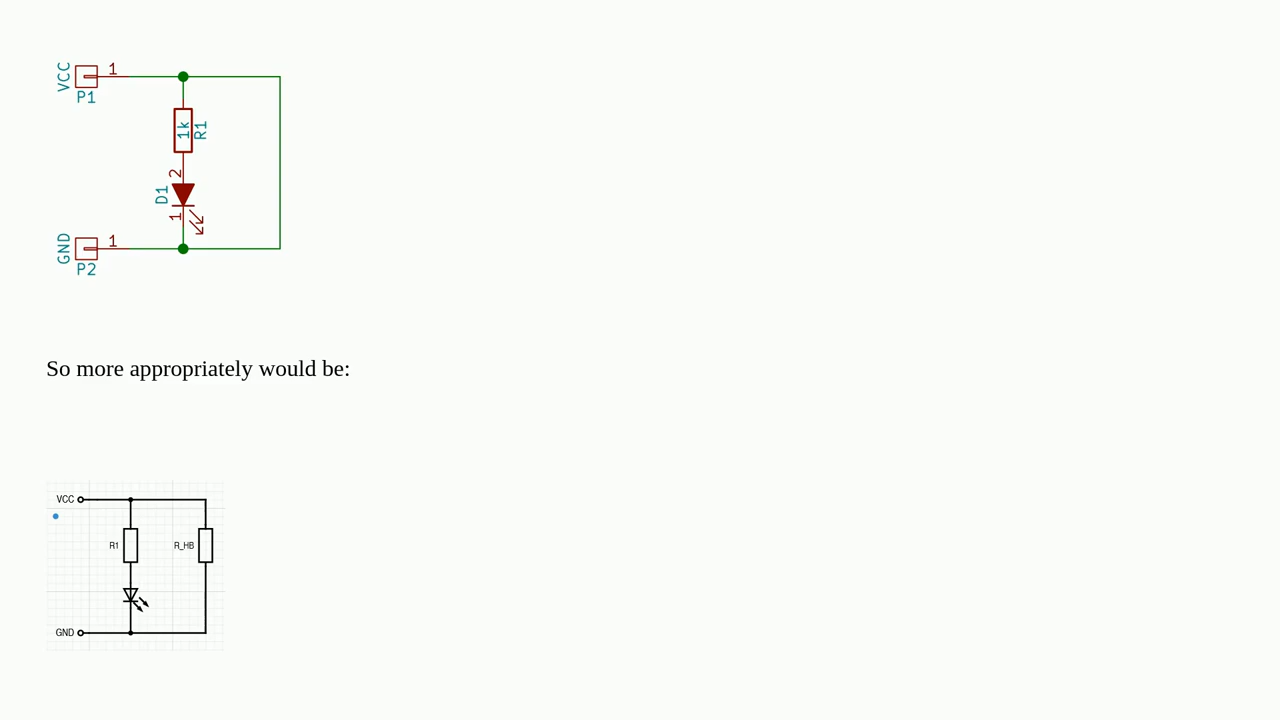 VCC
1
P1
1k
R1
2
D1
1
GND
1
P2
So more appropriately would be:
VCC
R1
R_HB
GND